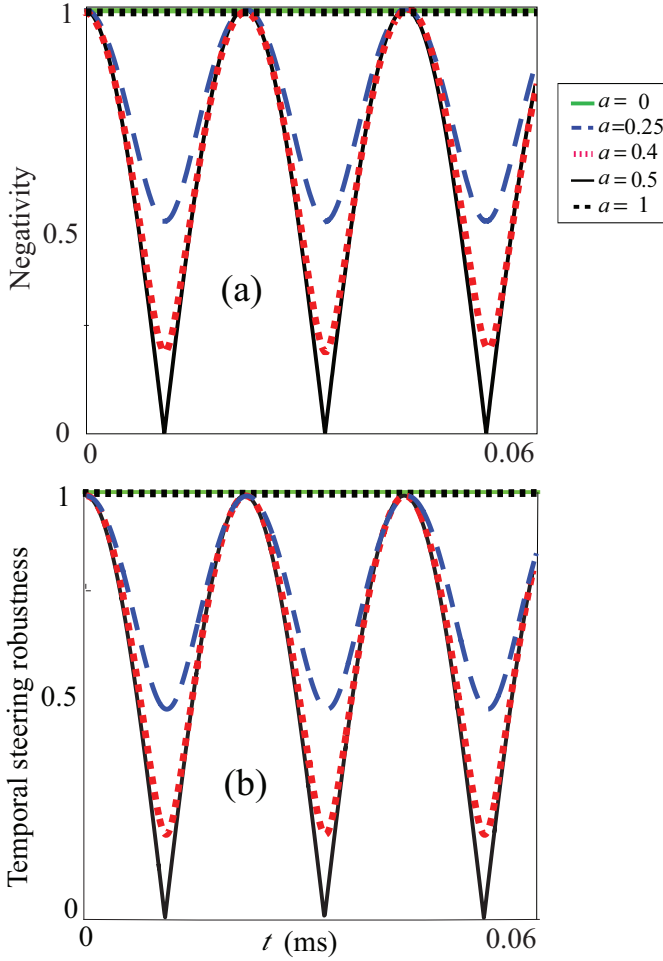 1
0.5
0
Negativity
(a)
0
0.06
a = 0
a=0.25
a = 0.4
a = 0.5
a = 1
1
0.5
0
Temporal steering robustness
(b)
0
t (ms)
0.06